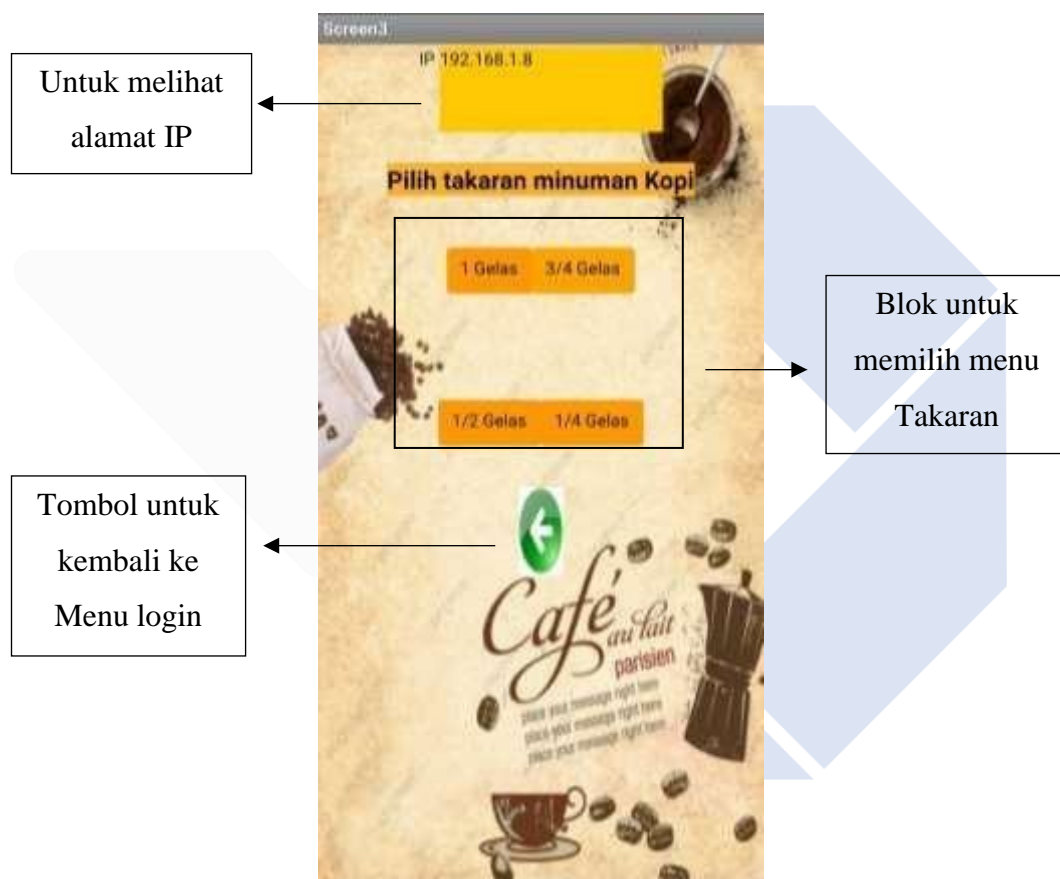 Screen3
IP 192.168.1.8
Untuk melihat
alamat IP
Pilih takaran minuman Kopi
1 Gelas 3/4 Gelas
1/2 Gelas 1/4 Gelas
Blok untuk
memilih menu
Takaran
Tombol untuk
kembali ke
Menu login
Café
au lait
parisien
place your message right here
place your message right here
place your message right here